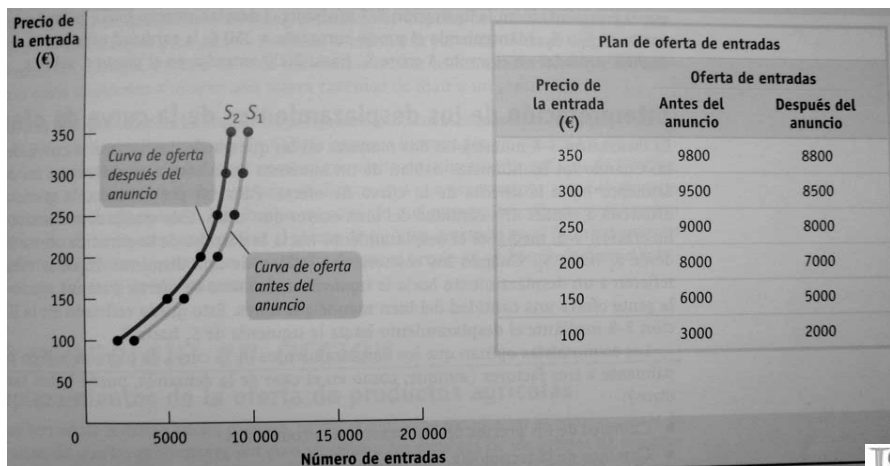 Precio de
la entrada
(€)
S2 S1
350
300
250
200
150
100
50
0
5000
10 000
15 000
20 000
Número de entradas
Curva de oferta
después del
anuncio
Curva de oferta
antes del
anuncio
Plan de oferta de entradas
Precio de
la entrada
(€)
Oferta de entradas
Antes del
anuncio
Después del
anuncio
350 9800 8800
300 9500 8500
250 9000 8000
200 8000 7000
150 6000 5000
100 3000 2000